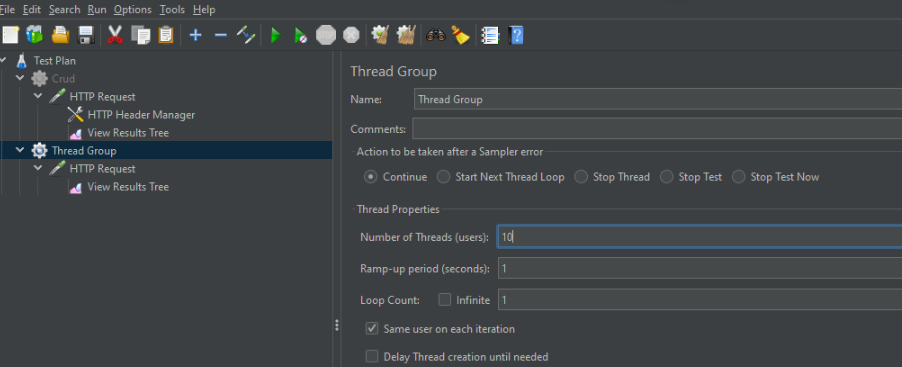 File Edit Search Run Options Tools Help
Test Plan
Crud
HTTP Request
HTTP Header Manager
View Results Tree
Thread Group
HTTP Request
View Results Tree
Thread Group
Name: Thread Group
Comments:
Action to be taken after a Sampler error
Continue Start Next Thread Loop Stop Thread Stop Test Stop Test Now
Thread Properties
Number of Threads (users): 10
Ramp-up period (seconds): 1
Loop Count: Infinite 1
Same user on each iteration
Delay Thread creation until needed